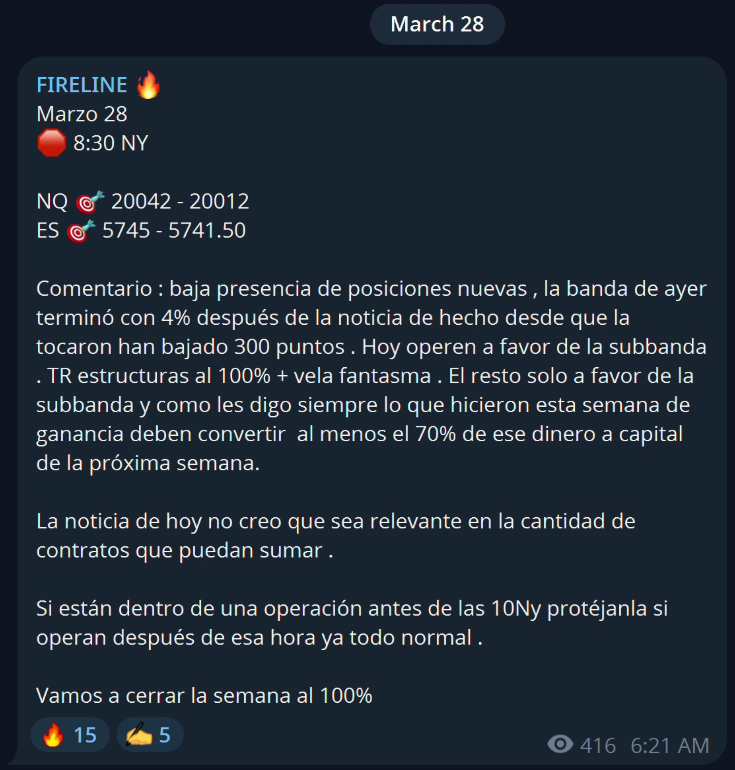 March 28
FIRELINE 🔥
Marzo 28
🛑 8:30 NY
NQ 🎯 20042 - 20012
ES 🎯 5745 - 5741.50
Comentario : baja presencia de posiciones nuevas , la banda de ayer
terminó con 4% después de la noticia de hecho desde que la
tocaron han bajado 300 puntos . Hoy operen a favor de la subbanda
. TR estructuras al 100% + vela fantasma . El resto solo a favor de la
subbanda y como les digo siempre lo que hicieron esta semana de
ganancia deben convertir  al menos el 70% de ese dinero a capital
de la próxima semana.
La noticia de hoy no creo que sea relevante en la cantidad de
contratos que puedan sumar .
Si están dentro de una operación antes de las 10Ny protéjanla si
operan después de esa hora ya todo normal .
Vamos a cerrar la semana al 100%
🔥 15 ✍️ 5
416 6:21 AM